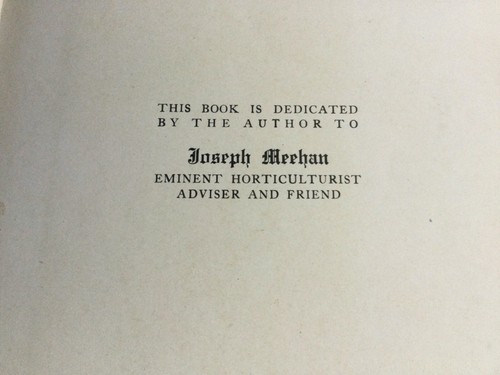 THIS BOOK IS DEDICATED
BY THE AUTHOR TO
Joseph Meehan
EMINENT HORTICULTURIST
ADVISER AND FRIEND